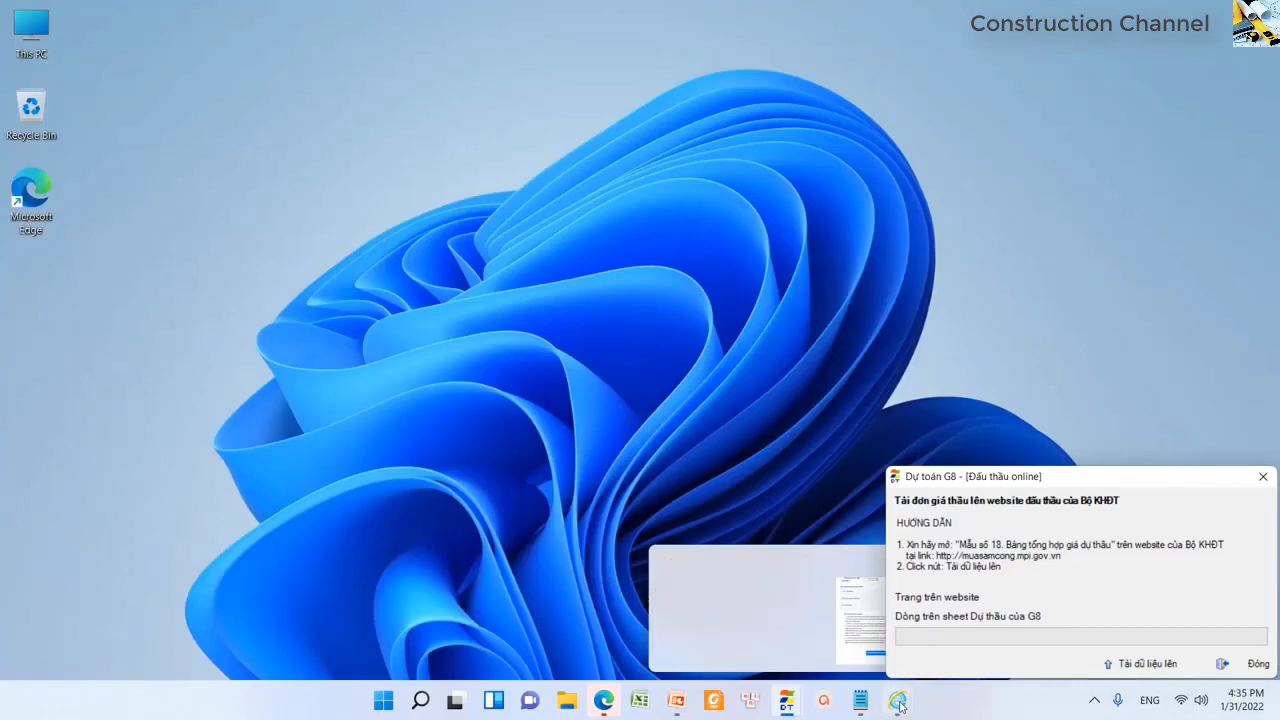 Construction Channel
This PC
Recycle Bin
Microsoft
Edge
Dự toán G8 - [Đấu thầu online]
Tải đơn giá thầu lên website đấu thầu của Bộ KHĐT
HƯỚNG DẪN
1. Xin hãy mở: "Mẫu số 18. Bảng tổng hợp giá dự thầu" trên website của Bộ KHĐT
tại link: http://muasamcong.mpi.gov.vn
2. Click nút: Tải dữ liệu lên
Trang trên website
Dòng trên sheet Dự thầu của G8
Tải dữ liệu lên
Đóng
ENG
4:35 PM
1/31/2022